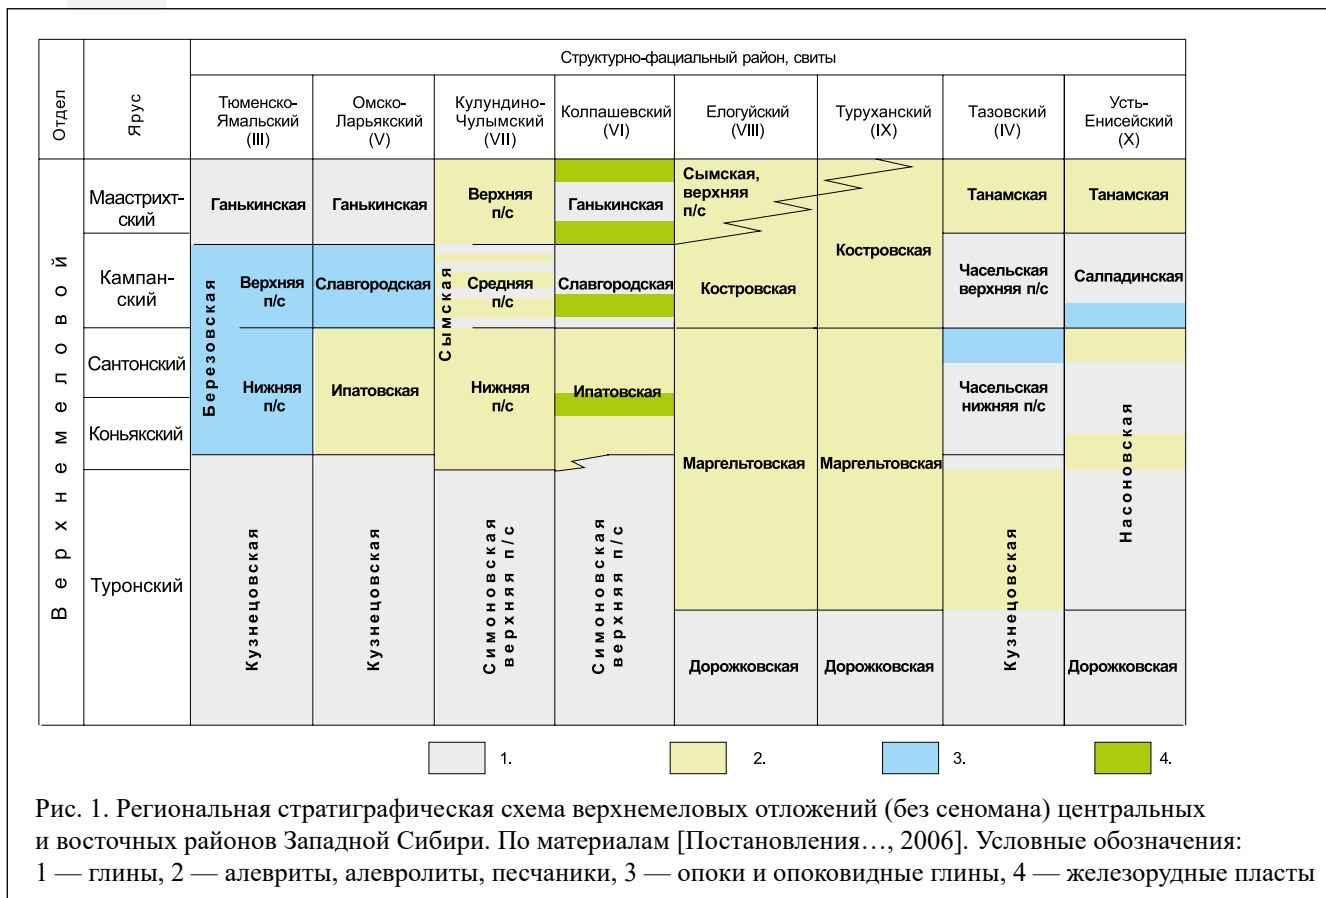 Структурно-фациальный район, свиты
Отдел
Ярус
Тюменско-
Ямальский
(III)
Омско-
Ларьякский
(V)
Кулундино-
Чулымский
(VII)
Колпашевский
(VI)
Елогуйский
(VIII)
Туруханский
(IX)
Тазовский
(IV)
Усть-
Енисейский
(X)
Верхнемеловой
Маастрихт-
ский
Ганькинская
Ганькинская
Верхняя
п/с
Ганькинская
Сымская,
верхняя
п/с
Костровская
Танамская
Танамская
Кампан-
ский
Березовская
Верхняя
п/с
Славгородская
Сымская
Средняя
п/с
Славгородская
Костровская
Часельская
верхняя п/с
Салпадинская
Сантонский
Нижняя
п/с
Ипатовская
Нижняя
п/с
Ипатовская
Часельская
нижняя п/с
Коньякский
Маргельтовская
Маргельтовская
Насоновская
Туронский
Кузнецовская
Кузнецовская
Симоновская
верхняя п/с
Симоновская
верхняя п/с
Дорожковская
Дорожковская
Кузнецовская
Дорожковская
1.
2.
3.
4.
Рис. 1. Региональная стратиграфическая схема верхнемеловых отложений (без сеномана) центральных
и восточных районов Западной Сибири. По материалам [Постановления…, 2006]. Условные обозначения:
1 — глины, 2 — алевриты, алевролиты, песчаники, 3 — опоки и опоковидные глины, 4 — железорудные пласты